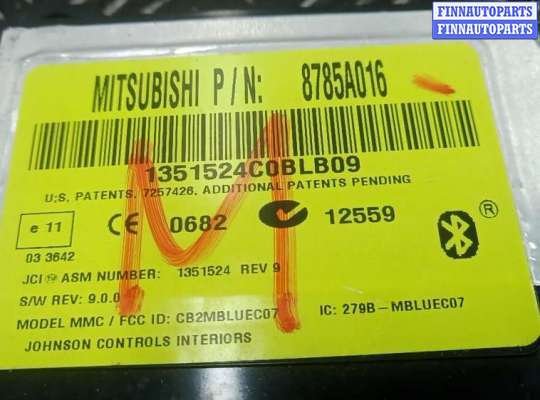 FINNAUTOPARTS
FINNAUTOPARTS
MITSUBISHI P/N: 8785A016
1351524C0BLB09
U.S. PATENTS, 7257426, ADDITIONAL PATENTS PENDING
e 11 CE 0682 N 12559 ®
03 3642
JCI ASM NUMBER: 1351524 REV 9
S/W REV: 9.0.0
MODEL MMC / FCC ID: CB2MBLUEC07 IC: 279B-MBLUEC07
JOHNSON CONTROLS INTERIORS
M